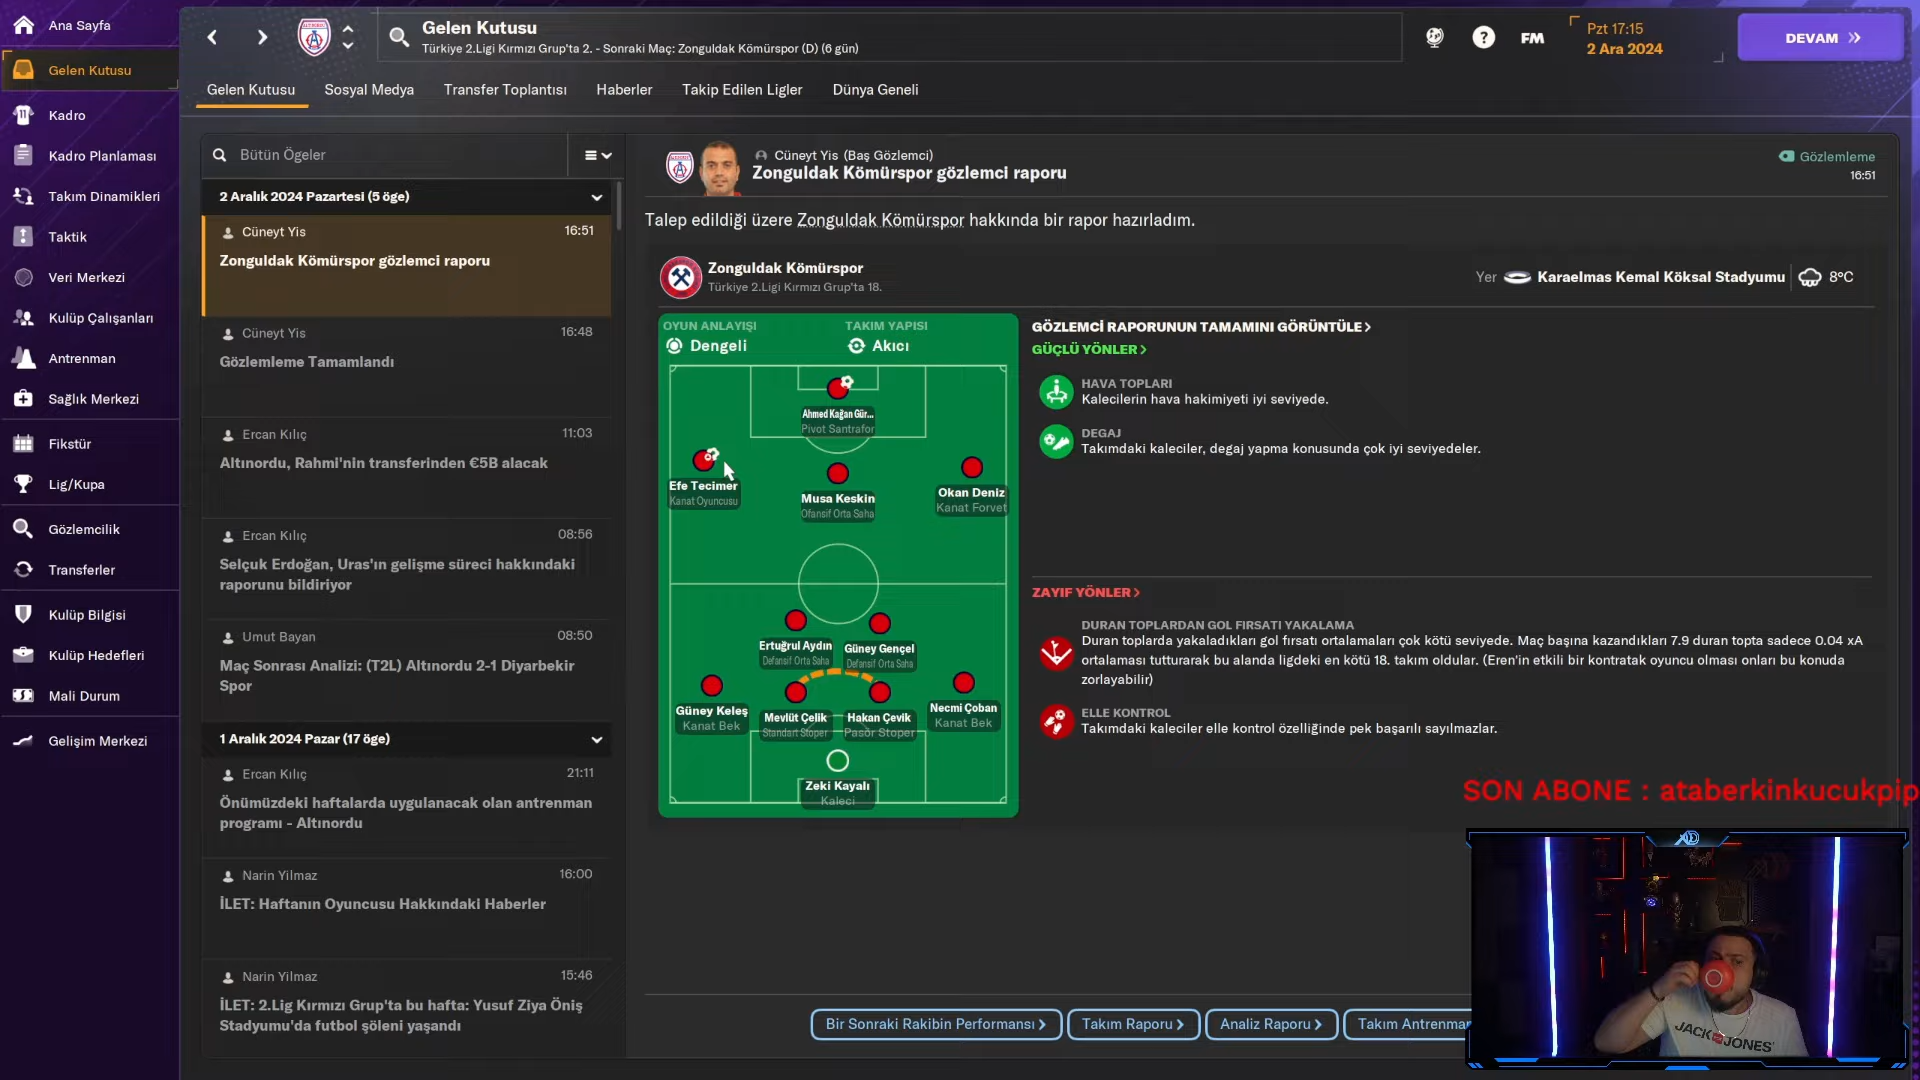 Ana Sayfa
Gelen Kutusu
Kadro
Kadro Planlaması
Takım Dinamikleri
Taktik
Veri Merkezi
Kulüp Çalışanları
Antrenman
Sağlık Merkezi
Fikstür
Lig/Kupa
Gözlemcilik
Transferler
Kulüp Bilgisi
Kulüp Hedefleri
Mali Durum
Gelişim Merkezi
Gelen Kutusu
Türkiye 2.Ligi Kırmızı Grup'ta 2. - Sonraki Maç: Zonguldak Kömürspor (D) (6 gün)
FM
Pzt 17:15
2 Ara 2024
DEVAM
Gelen Kutusu
Sosyal Medya
Transfer Toplantısı
Haberler
Takip Edilen Ligler
Dünya Geneli
Bütün Ögeler
2 Aralık 2024 Pazartesi (5 öge)
Cüneyt Yis 16:51
Zonguldak Kömürspor gözlemci raporu
Cüneyt Yis 16:48
Gözlemleme Tamamlandı
Ercan Kılıç 11:03
Altınordu, Rahmi'nin transferinden €5B alacak
Ercan Kılıç 08:56
Selçuk Erdoğan, Uras'ın gelişme süreci hakkındaki
raporunu bildiriyor
Umut Bayan 08:50
Maç Sonrası Analizi: (T2L) Altınordu 2-1 Diyarbekir
Spor
1 Aralık 2024 Pazar (17 öge)
Ercan Kılıç 21:11
Önümüzdeki haftalarda uygulanacak olan antrenman
programı - Altınordu
Narin Yilmaz 16:00
İLET: Haftanın Oyuncusu Hakkındaki Haberler
Narin Yilmaz 15:46
İLET: 2.Lig Kırmızı Grup'ta bu hafta: Yusuf Ziya Öniş
Stadyumu'da futbol şöleni yaşandı
Cüneyt Yis (Baş Gözlemci)
Zonguldak Kömürspor gözlemci raporu
Gözlemleme
16:51
Talep edildiği üzere Zonguldak Kömürspor hakkında bir rapor hazırladım.
Zonguldak Kömürspor
Türkiye 2.Ligi Kırmızı Grup'ta 18.
Yer Karaelmas Kemal Köksal Stadyumu 8°C
OYUN ANLAYIŞI
Dengeli
TAKIM YAPISI
Akıcı
Ahmed Kağan Gür...
Pivot Santrafor
Efe Tecimer
Kanat Oyuncusu
Musa Keskin
Ofansif Orta Saha
Okan Deniz
Kanat Forvet
Ertuğrul Aydın
Defansif Orta Saha
Güney Gençel
Defansif Orta Saha
Güney Keleş
Kanat Bek
Mevlüt Çelik
Standart Stoper
Hakan Çevik
Pasör Stoper
Necmi Çoban
Kanat Bek
Zeki Kayalı
Kaleci
GÖZLEMCİ RAPORUNUN TAMAMINI GÖRÜNTÜLE
GÜÇLÜ YÖNLER
HAVA TOPLARI
Kalecilerin hava hakimiyeti iyi seviyede.
DEGAJ
Takımdaki kaleciler, degaj yapma konusunda çok iyi seviyedeler.
ZAYIF YÖNLER
DURAN TOPLARDAN GOL FIRSATI YAKALAMA
Duran toplarda yakaladıkları gol fırsatı ortalamaları çok kötü seviyede. Maç başına kazandıkları 7.9 duran topta sadece 0.04 xA
ortalaması tutturarak bu alanda ligdeki en kötü 18. takım oldular. (Eren'in etkili bir kontratak oyuncu olması onları bu konuda
zorlayabilir)
ELLE KONTROL
Takımdaki kaleciler elle kontrol özelliğinde pek başarılı sayılmazlar.
SON ABONE : ataberkinkucukpip
Bir Sonraki Rakibin Performansı
Takım Raporu
Analiz Raporu
Takım Antrenman
JACK JONES